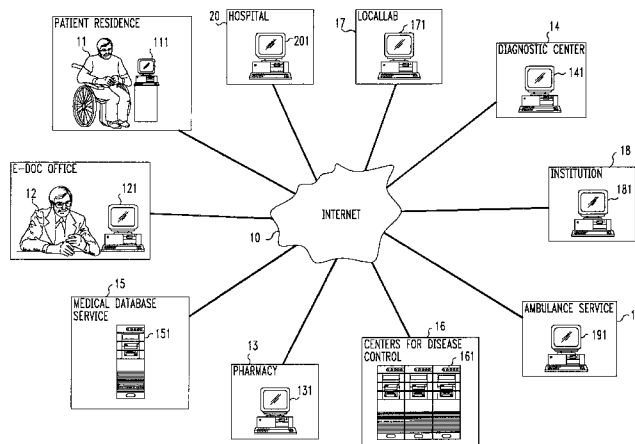 PATIENT RESIDENCE
11
111
20
HOSPITAL
201
17
LOCALLAB
171
14
DIAGNOSTIC CENTER
141
E-DOC OFFICE
12
121
INTERNET
10
18
INSTITUTION
181
15
MEDICAL DATABASE
SERVICE
151
13
PHARMACY
131
16
CENTERS FOR DISEASE
CONTROL
161
AMBULANCE SERVICE
191